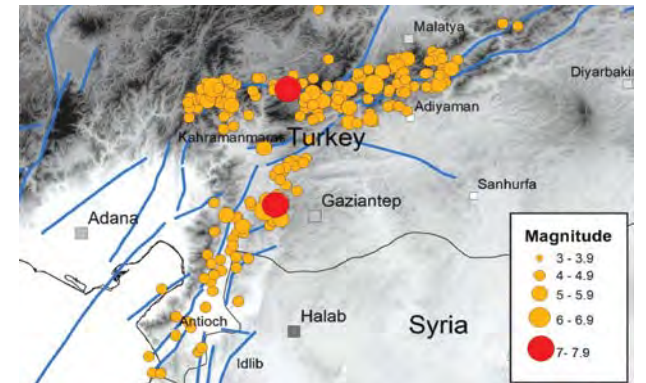 Malatya
Diyarbakir
Adiyaman
Kahramanmaras
Turkey
Sanhurfa
Gaziantep
Adana
Magnitude
3 - 3.9
4 - 4.9
5 - 5.9
6 - 6.9
7- 7.9
Antioch
Halab
Syria
Idlib